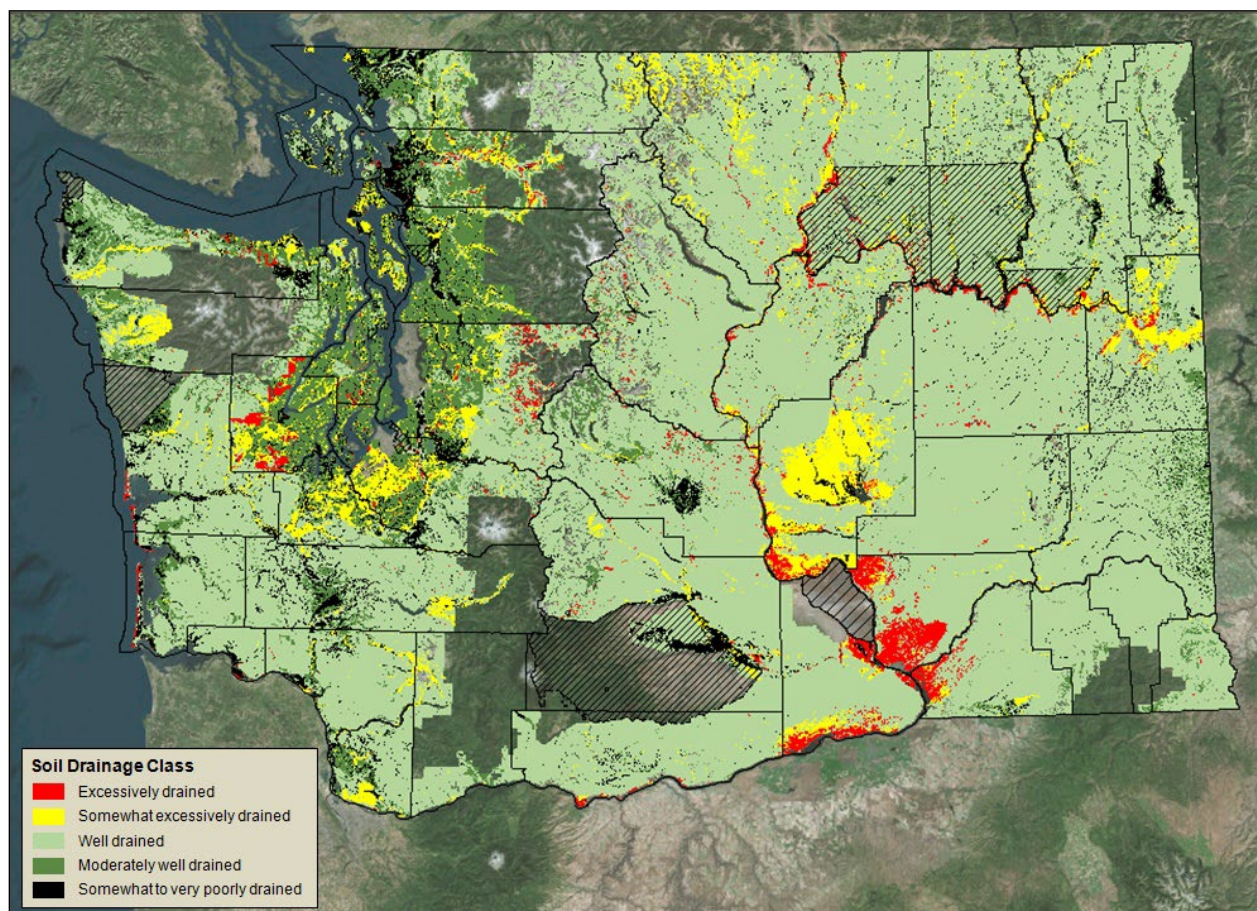 Soil Drainage Class
Excessively drained
Somewhat excessively drained
Well drained
Moderately well drained
Somewhat to very poorly drained